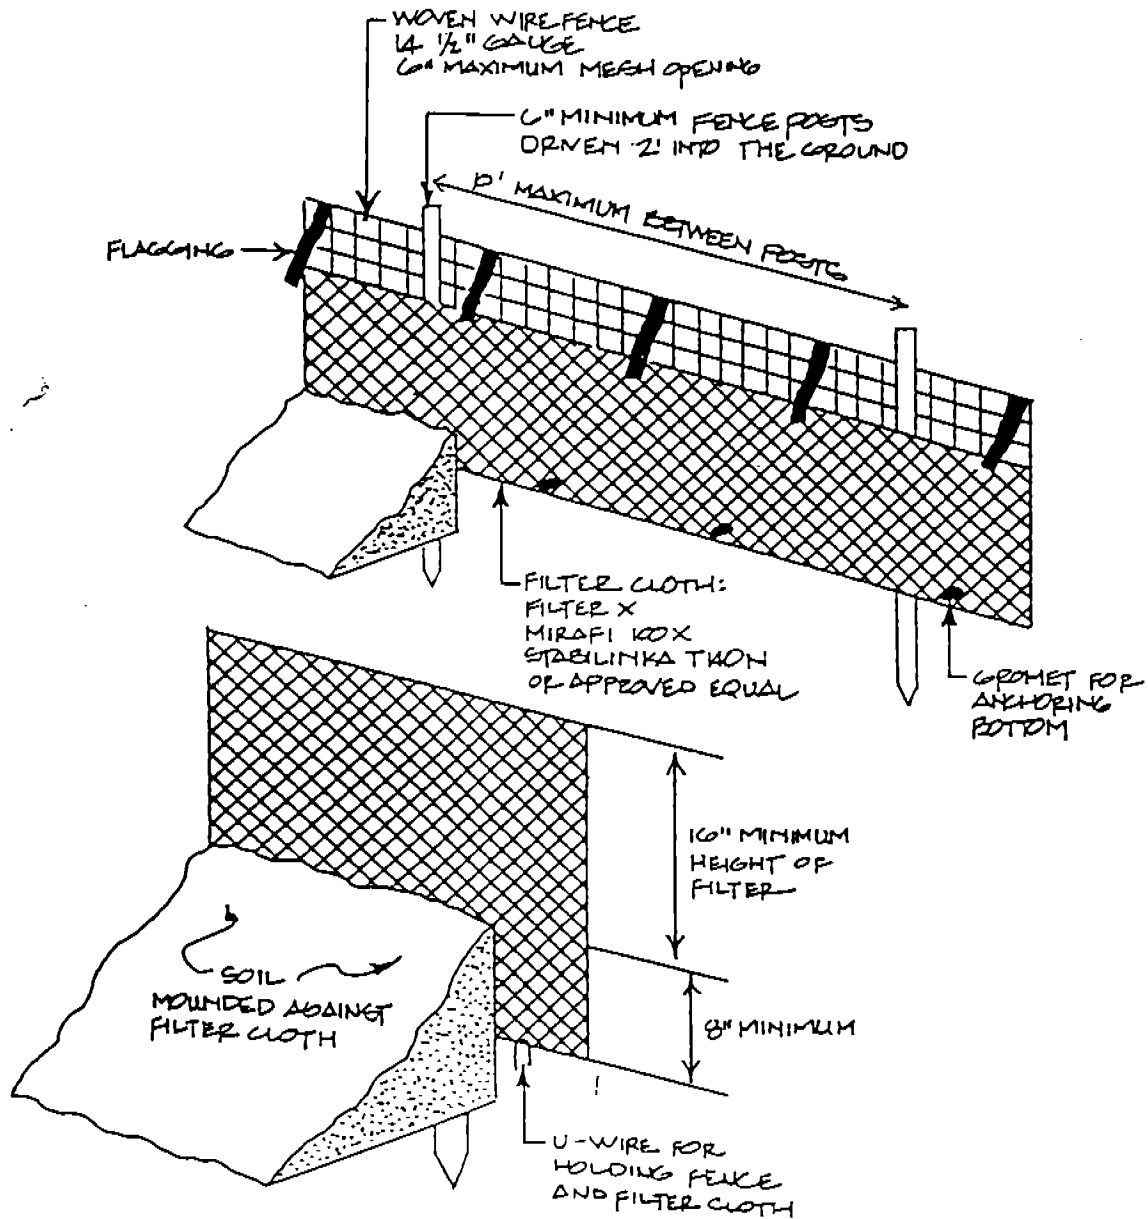 WOVEN WIRE FENCE
14 1/2" GAUGE
6" MAXIMUM MESH OPENING
6" MINIMUM FENCE POSTS
DRIVEN 2' INTO THE GROUND
MAXIMUM BETWEEN POSTS
FLAGGING
FILTER CLOTH:
FILTER X
MIRAFI 100X
STABILINKA
OR APPROVED EQUAL
GROMET FOR
ANCHORING
BOTTOM
16" MINIMUM
HEIGHT OF
FILTER
SOIL
MOUNDED AGAINST
FILTER CLOTH
8" MINIMUM
U-WIRE FOR
HOLDING FENCE
AND FILTER CLOTH